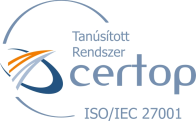 Tanúsított
Rendszer
certop
ISO/IEC 27001